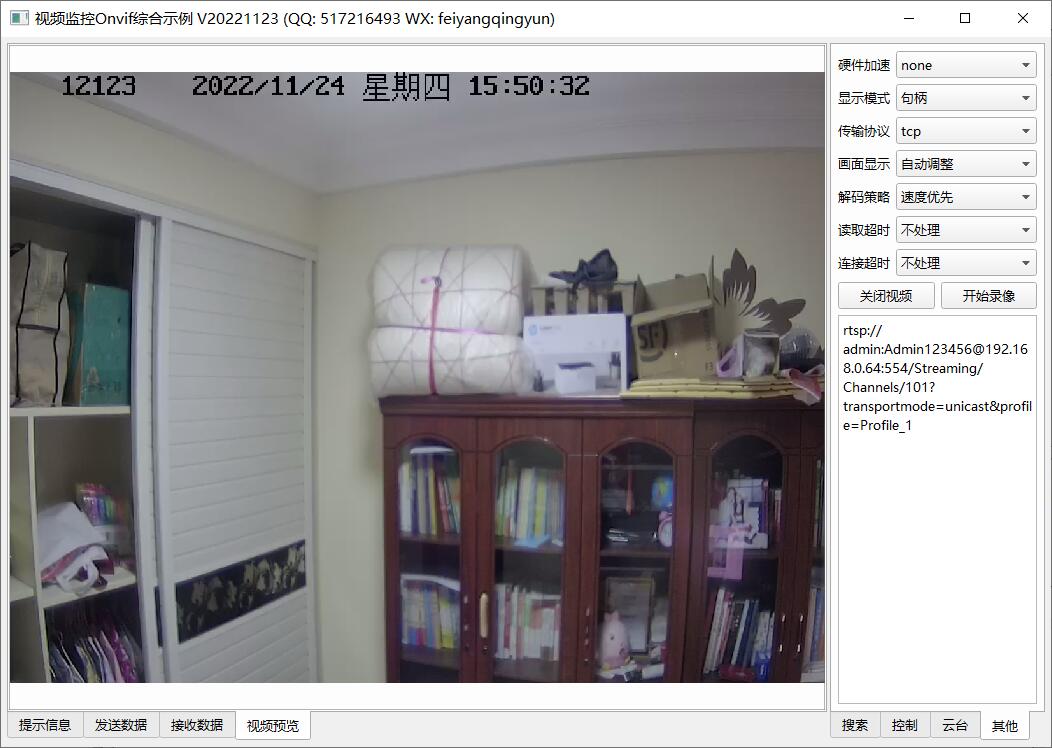 视频监控Onvif综合示例 V20221123 (QQ: 517216493 WX: feiyangqingyun)
12123 2022/11/24 星期四 15:50:32
硬件加速 none
显示模式 句柄
传输协议 tcp
画面显示 自动调整
解码策略 速度优先
读取超时 不处理
连接超时 不处理
关闭视频 开始录像
rtsp://
admin:Admin123456@192.16
8.0.64:554/Streaming/
Channels/101?
transportmode=unicast&profil
e=Profile_1
提示信息 发送数据 接收数据 视频预览
搜索 控制 云台 其他